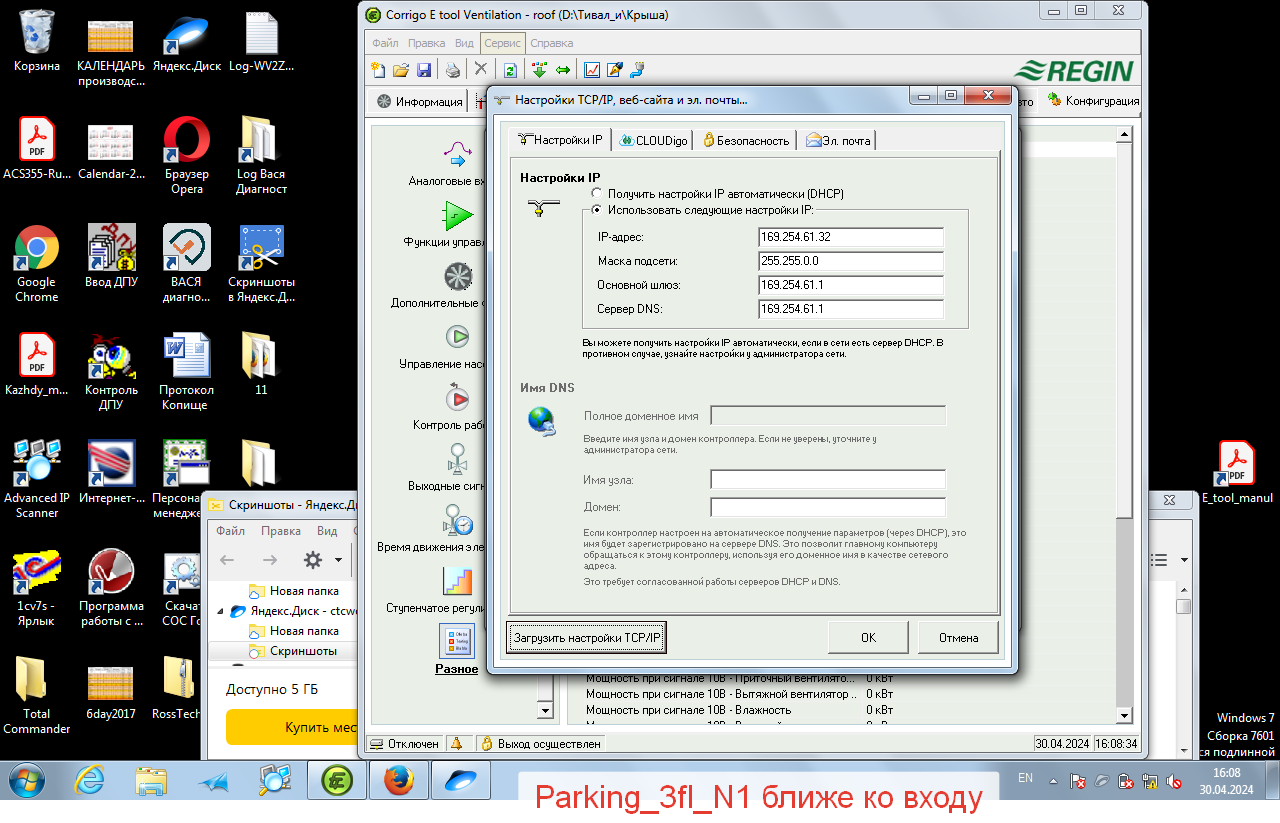 Corrigo E tool Ventilation - roof (D:\Тивал_и\Крыша)
Файл Правка Вид Сервис Справка
REGIN
Информация
Конфигурация
Настройки TCP/IP, веб-сайта и эл. почты...
Настройки IP CLOUDigo Безопасность Эл. почта
Настройки IP
Получить настройки IP автоматически (DHCP)
Использовать следующие настройки IP:
IP-адрес: 169.254.61.32
Маска подсети: 255.255.0.0
Основной шлюз: 169.254.61.1
Сервер DNS: 169.254.61.1
Вы можете получить настройки IP автоматически, если в сети есть сервер DHCP. В
противном случае, узнайте настройки у администратора сети.
Имя DNS
Полное доменное имя
Введите имя узла и домен контроллера. Если не уверены, уточните у
администратора сети.
Имя узла:
Домен:
Если контроллер настроен на автоматическое получение параметров (через DHCP), это
имя будет зарегистрировано на сервере DNS. Это позволит главному компьютеру
обращаться к этому контроллеру, используя его доменное имя в качестве сетевого
адреса.
Это требует согласованной работы серверов DHCP и DNS.
Загрузить настройки TCP/IP OK Отмена
Аналоговые вх
Функции управл
Дополнительные
Управление нас
Контроль раб
Выходные сиг
Время движения эле
Ступенчатое регули
Разное
Мощность при сигнале 10В - Приточный вентилято... 0 кВт
Мощность при сигнале 10В - Вытяжной вентилятор .. 0 кВт
Мощность при сигнале 10В - Влажность 0 кВт
Отключен Выход осуществлен 30.04.2024 16:08:34
Корзина
КАЛЕНДАРЬ
производс...
Яндекс.Диск
Log-WV2Z...
ACS355-Ru...
Calendar-2...
Браузер
Opera
Log Вася
Диагност
Google
Chrome
Ввод ДПУ
ВАСЯ
диагно...
Скриншоты
в Яндекс.Д...
Kazhdy_m...
Контроль
ДПУ
Протокол
Копище
11
Advanced IP
Scanner
Интернет-...
Персона
менедже
1cv7s -
Ярлык
Программа
работы с ...
Скачат
СОС Го
Total
Commander
6day2017
RossTech
E_tool_manul
Скриншоты - Яндекс.Ди
Файл Правка Вид
Новая папка
Яндекс.Диск - ctcwe
Новая папка
Скриншоты
Доступно 5 ГБ
Купить мес
Windows 7
Сборка 7601
ся подлинной
EN
16:08
30.04.2024
Parking_3fl_N1 ближе ко входу